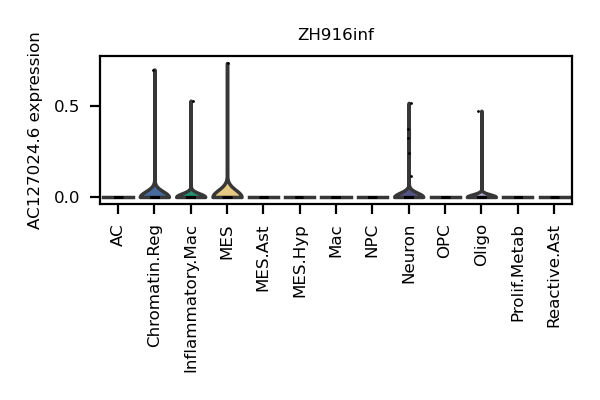 ZH916inf
AC127024.6 expression
0.5
0.0
AC
Chromatin.Reg
Inflammatory.Mac
MES
MES.Ast
MES.Hyp
Mac
NPC
Neuron
OPC
Oligo
Prolif.Metab
Reactive.Ast